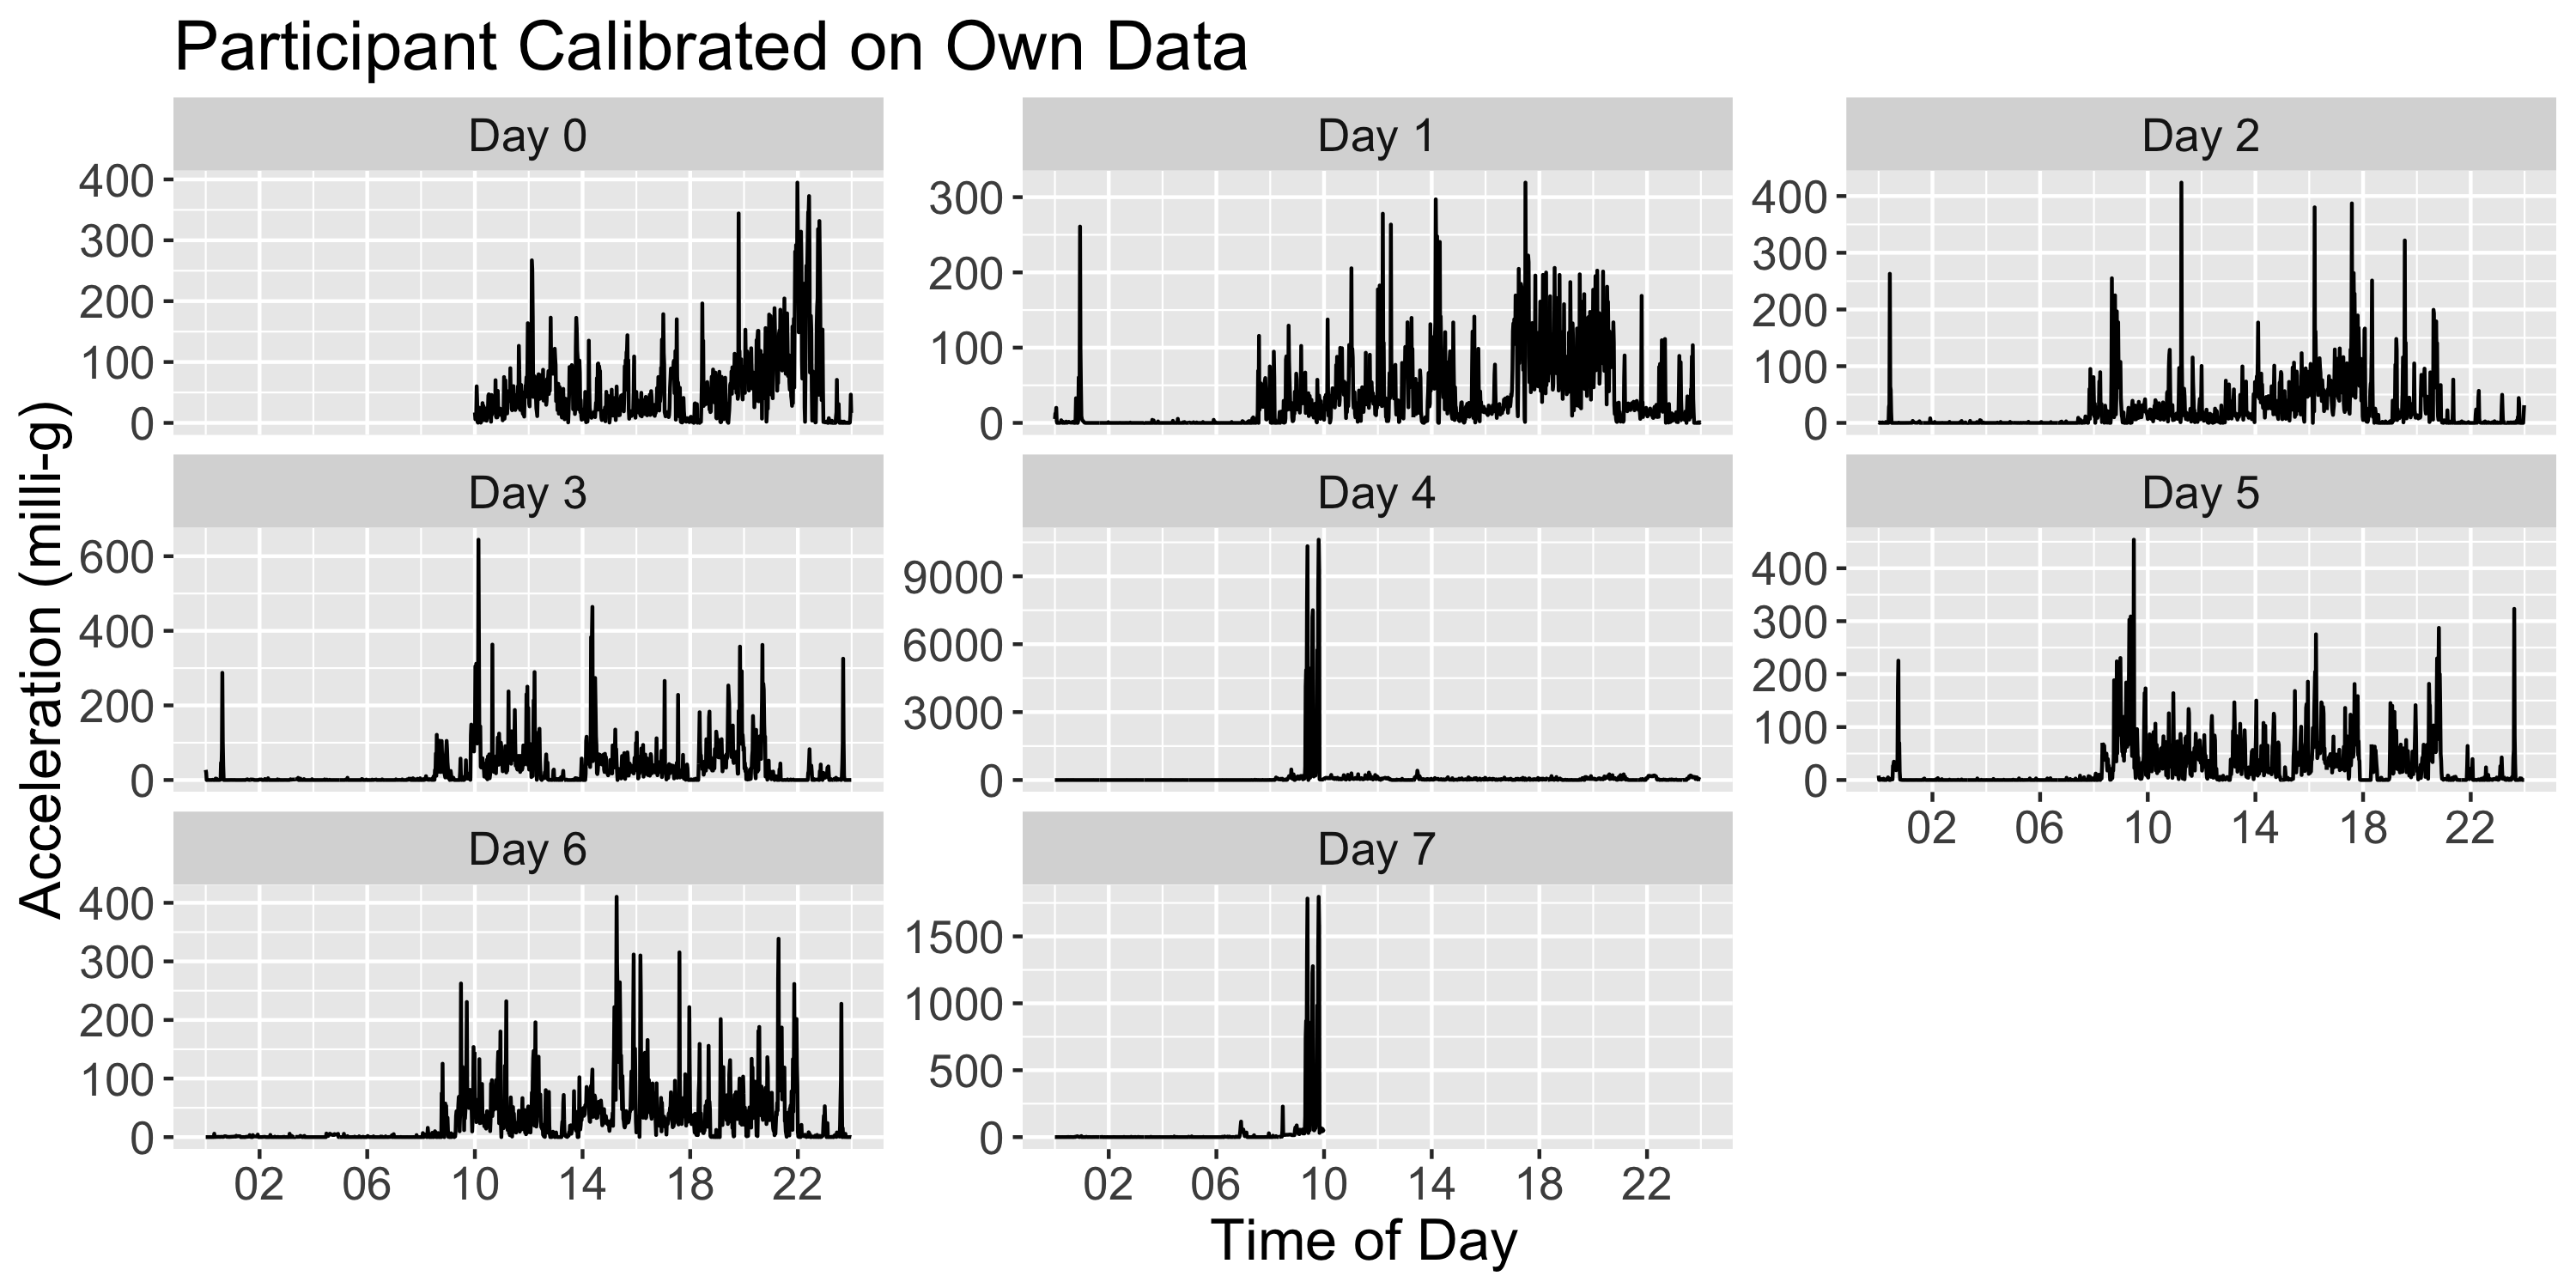 Participant Calibrated on Own Data
Day 0
Day 1
Day 2
400
300
200
100
0
300
200
100
0
400
300
200
100
0
Day 3
Day 4
Day 5
600
400
200
0
9000
6000
3000
0
400
300
200
100
0
02 06 10 14 18 22
Day 6
Day 7
400
300
200
100
0
1500
1000
500
0
02 06 10 14 18 22
02 06 10 14 18 22
Acceleration (milli-g)
Time of Day